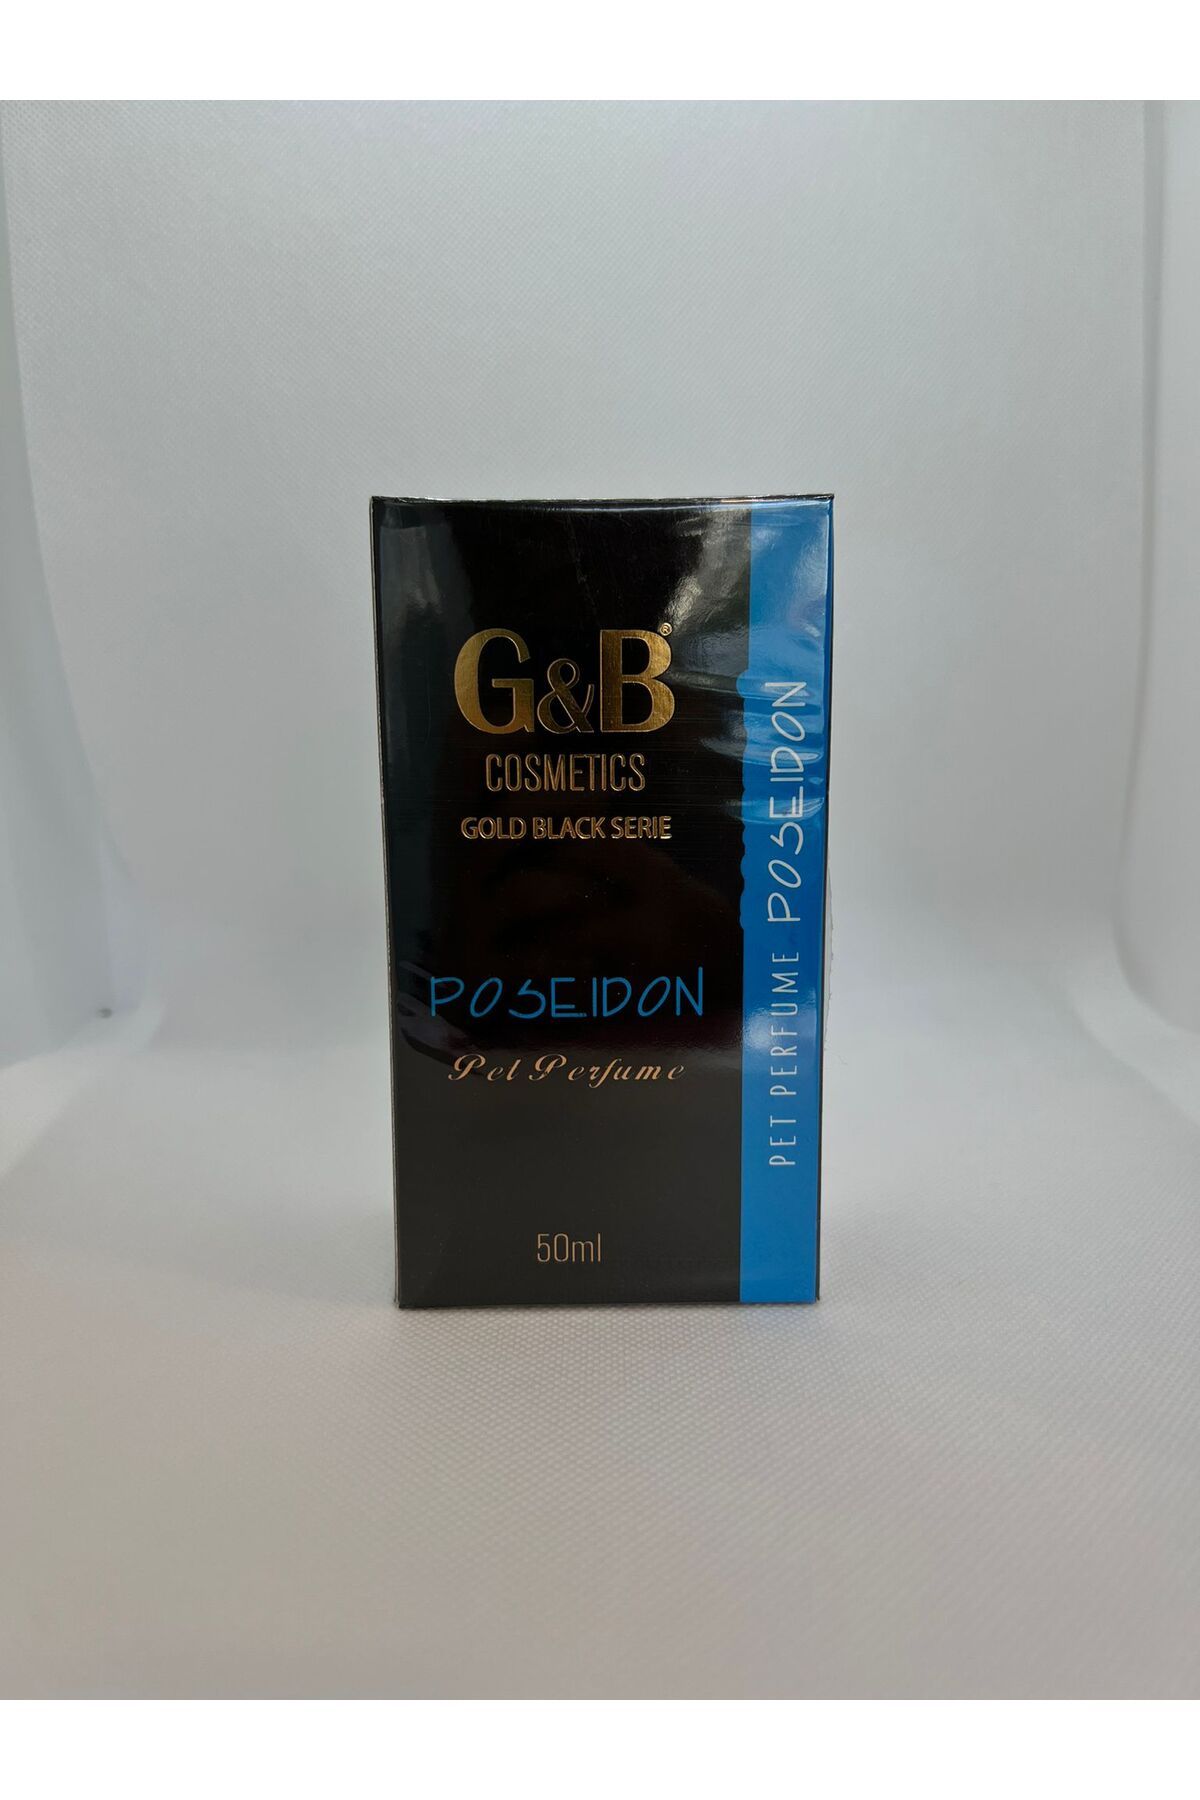 G&B®
COSMETICS
GOLD BLACK SERIE
POSEIDON
Pet Perfume
50ml
PET PERFUME POSEIDON